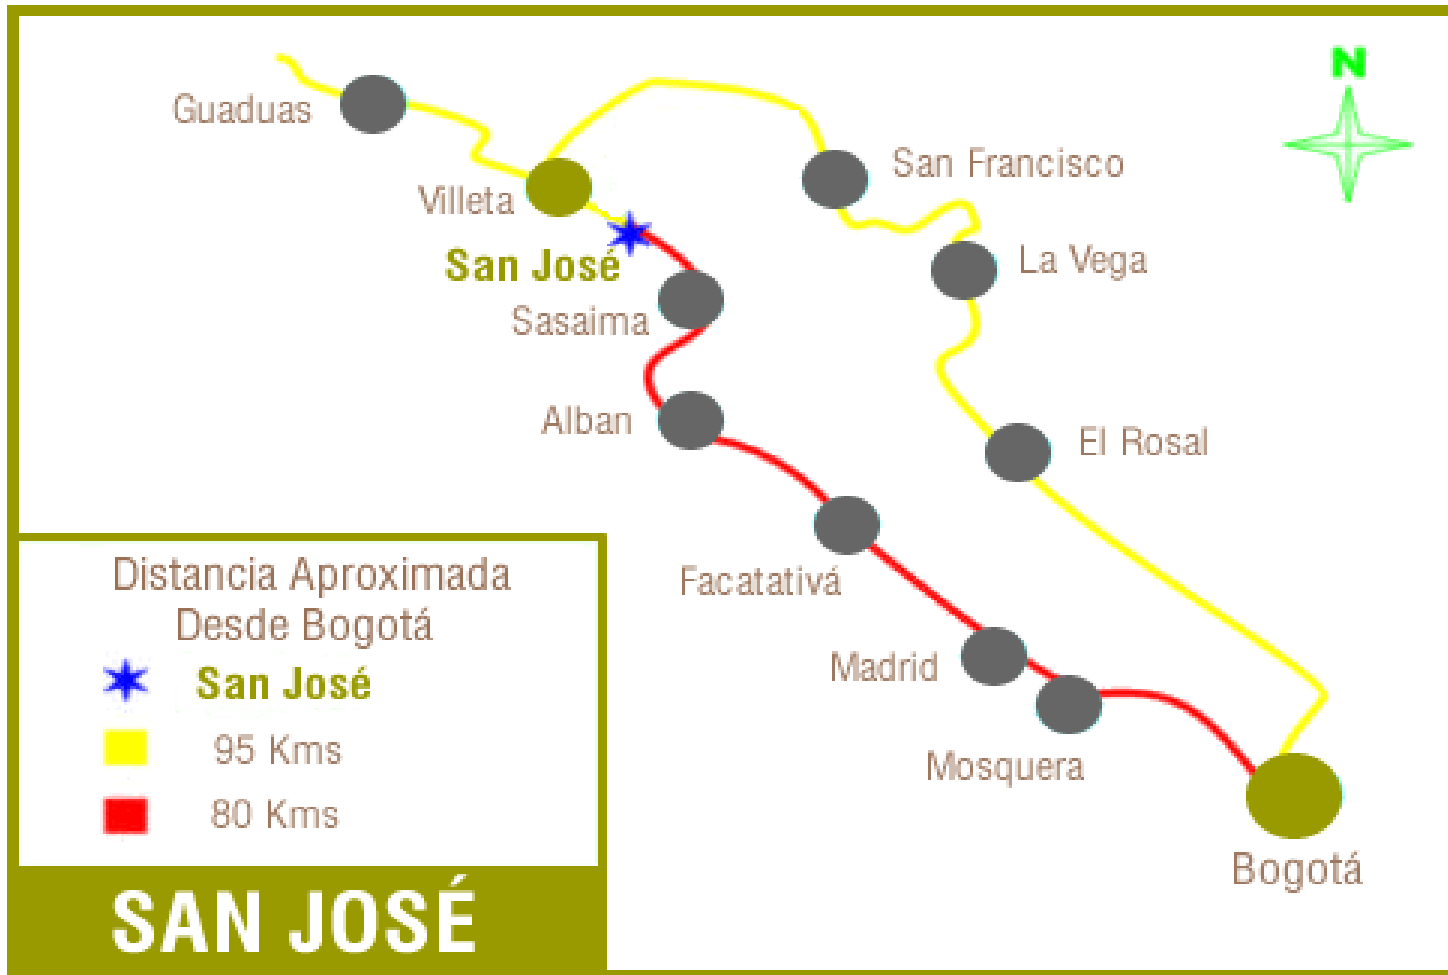 N
Guaduas
San Francisco
Villeta
San José
La Vega
Sasaima
Alban
El Rosal
Facatativá
Madrid
Mosquera
Bogotá
Distancia Aproximada
Desde Bogotá
San José
95 Kms
80 Kms
SAN JOSÉ